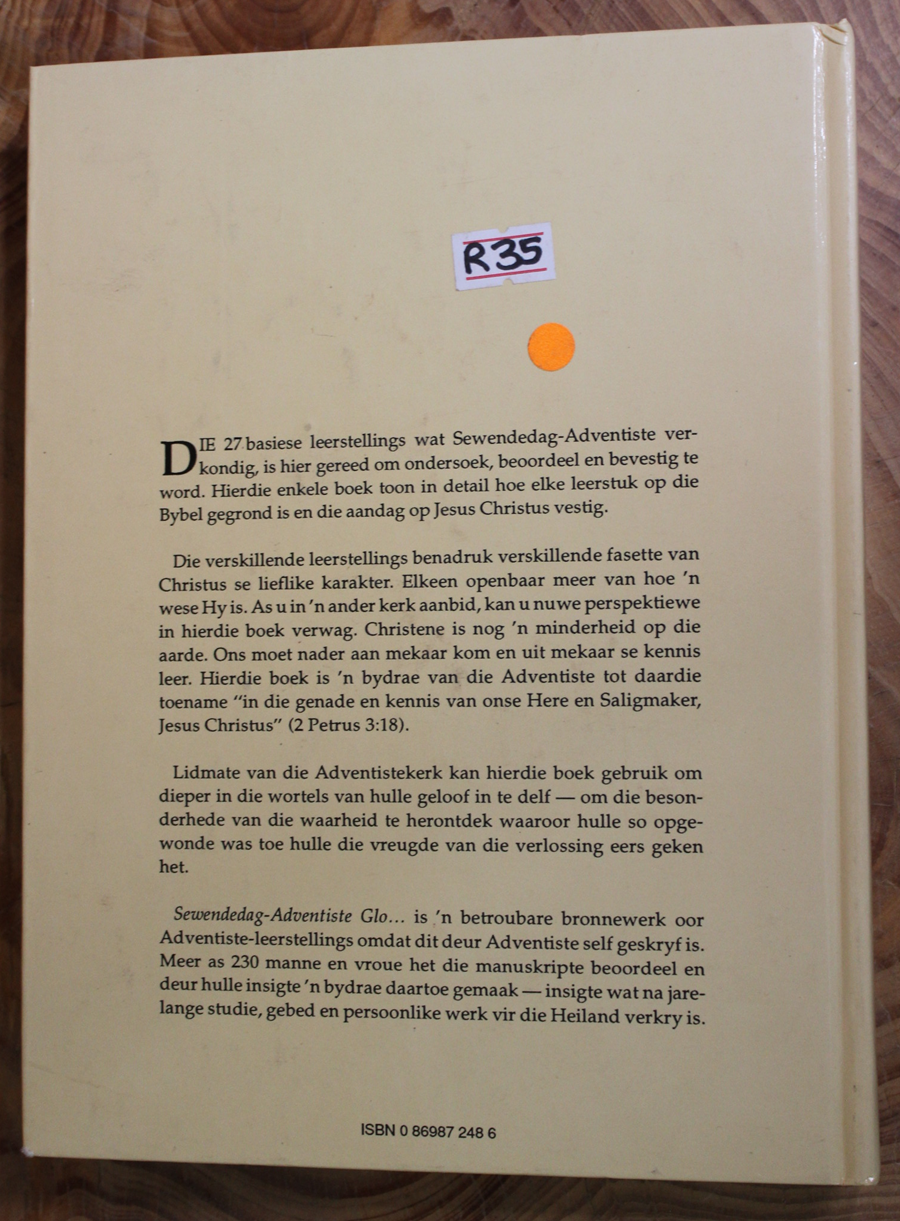 R35
DIE 27 basiese leerstellings wat Sewendedag-Adventiste ver-
kondig, is hier gereed om ondersoek, beoordeel en bevestig te
word. Hierdie enkele boek toon in detail hoe elke leerstuk op die
Bybel gegrond is en die aandag op Jesus Christus vestig.
Die verskillende leerstellings benadruk verskillende fasette van
Christus se lieflike karakter. Elkeen openbaar meer van hoe 'n
wese Hy is. As u in 'n ander kerk aanbid, kan u nuwe perspektiewe
in hierdie boek verwag. Christene is nog 'n minderheid op die
aarde. Ons moet nader aan mekaar kom en uit mekaar se kennis
leer. Hierdie boek is 'n bydrae van die Adventiste tot daardie
toename "in die genade en kennis van onse Here en Saligmaker,
Jesus Christus" (2 Petrus 3:18).
Lidmate van die Adventistekerk kan hierdie boek gebruik om
dieper in die wortels van hulle geloof in te delf — om die beson-
derhede van die waarheid te herontdek waaroor hulle so opge-
wonde was toe hulle die vreugde van die verlossing eers geken
het.
Sewendedag-Adventiste Glo... is 'n betroubare bronnewerk oor
Adventiste-leerstellings omdat dit deur Adventiste self geskryf is.
Meer as 230 manne en vroue het die manuskripte beoordeel en
deur hulle insigte 'n bydrae daartoe gemaak — insigte wat na jare-
lange studie, gebed en persoonlike werk vir die Heiland verkry is.
ISBN 0 86987 248 6